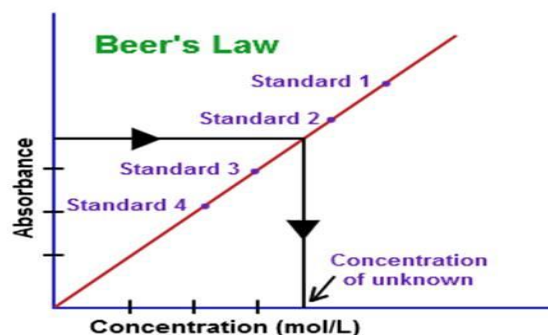 Beer's Law
Standard 1
Standard 2
Standard 3
Standard 4
Absorbance
Concentration
of unknown
Concentration (mol/L)